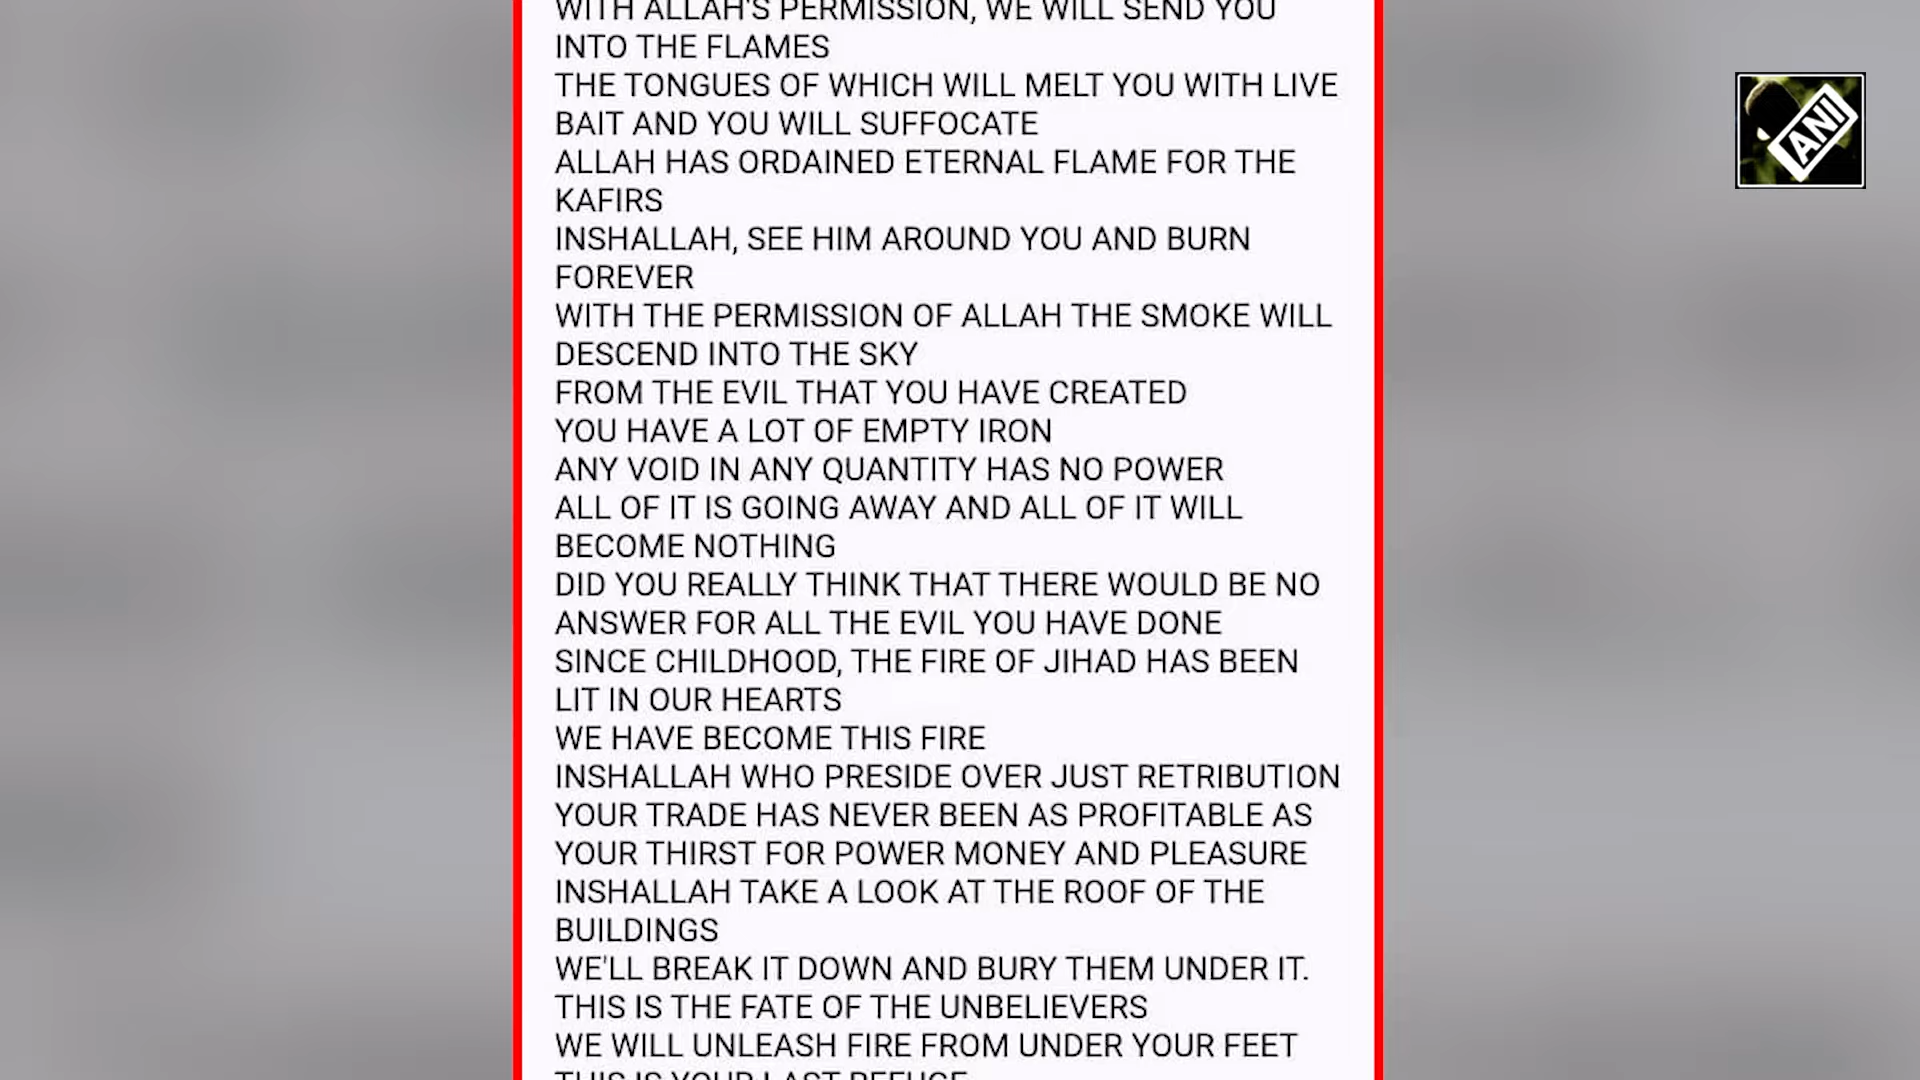 WITH ALLAH'S PERMISSION, WE WILL SEND YOU
INTO THE FLAMES
THE TONGUES OF WHICH WILL MELT YOU WITH LIVE
BAIT AND YOU WILL SUFFOCATE
ALLAH HAS ORDAINED ETERNAL FLAME FOR THE
KAFIRS
INSHALLAH, SEE HIM AROUND YOU AND BURN
FOREVER
WITH THE PERMISSION OF ALLAH THE SMOKE WILL
DESCEND INTO THE SKY
FROM THE EVIL THAT YOU HAVE CREATED
YOU HAVE A LOT OF EMPTY IRON
ANY VOID IN ANY QUANTITY HAS NO POWER
ALL OF IT IS GOING AWAY AND ALL OF IT WILL
BECOME NOTHING
DID YOU REALLY THINK THAT THERE WOULD BE NO
ANSWER FOR ALL THE EVIL YOU HAVE DONE
SINCE CHILDHOOD, THE FIRE OF JIHAD HAS BEEN
LIT IN OUR HEARTS
WE HAVE BECOME THIS FIRE
INSHALLAH WHO PRESIDE OVER JUST RETRIBUTION
YOUR TRADE HAS NEVER BEEN AS PROFITABLE AS
YOUR THIRST FOR POWER MONEY AND PLEASURE
INSHALLAH TAKE A LOOK AT THE ROOF OF THE
BUILDINGS
WE'LL BREAK IT DOWN AND BURY THEM UNDER IT.
THIS IS THE FATE OF THE UNBELIEVERS
WE WILL UNLEASH FIRE FROM UNDER YOUR FEET
THIS IS YOUR LAST REFUGE
ANI